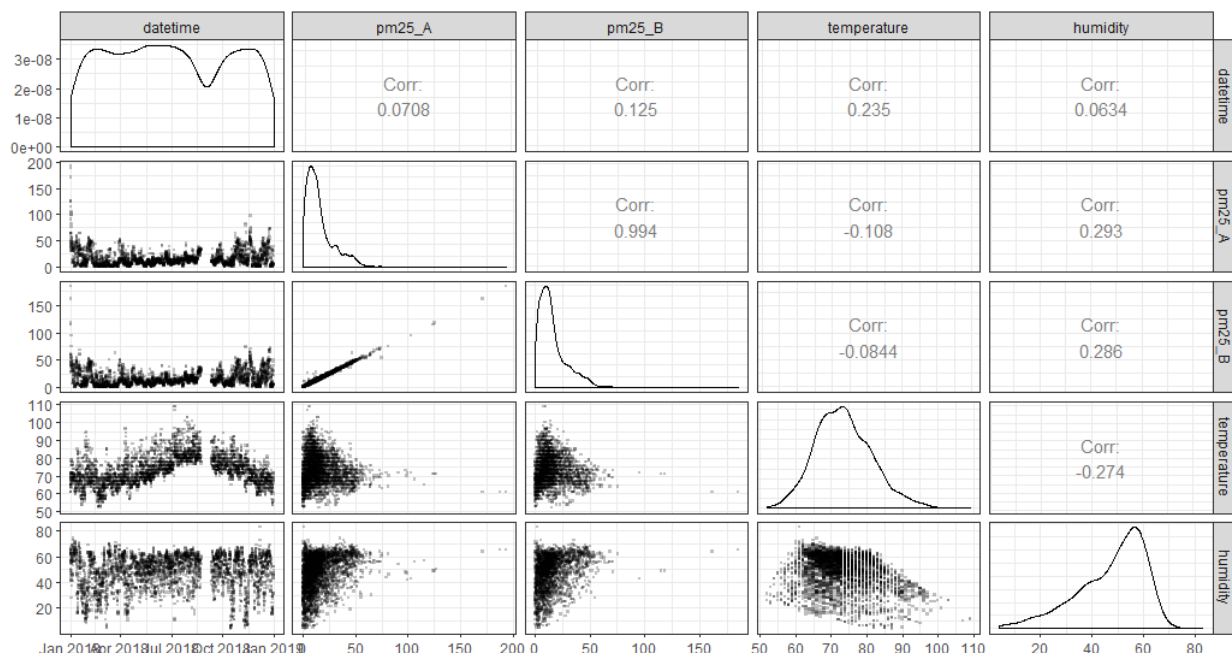 datetime pm25_A pm25_B temperature humidity
3e-08
2e-08
1e-08
0e+00
Corr:
0.0708
Corr:
0.125
Corr:
0.235
Corr:
0.0634
datetime
200
150
100
50
0
Corr:
0.994
Corr:
-0.108
Corr:
0.293
pm25_A
150
100
50
0
Corr:
-0.0844
Corr:
0.286
pm25_B
110
100
90
80
70
60
50
Corr:
-0.274
temperature
80
60
40
20
humidity
Jan 2018 Apr 2018 Jul 2018 Oct 2018 Jan 2019 0 50 100 150 200 0 50 100 150 50 60 70 80 90 100 110 20 40 60 80